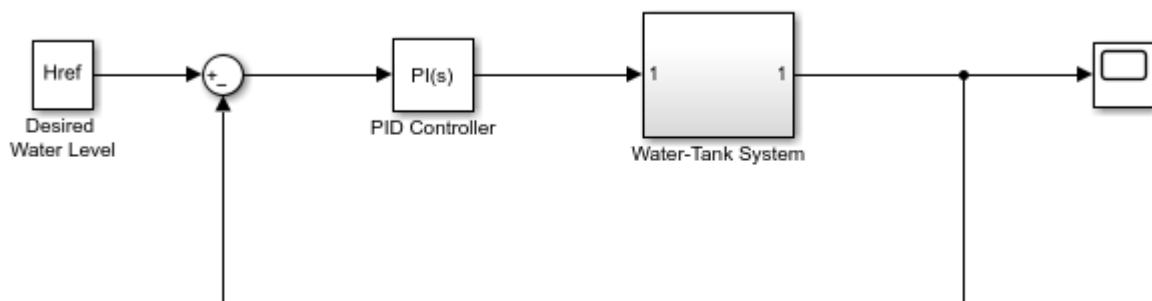 Href
Desired
Water Level
+
−
PI(s)
PID Controller
1
1
Water-Tank System